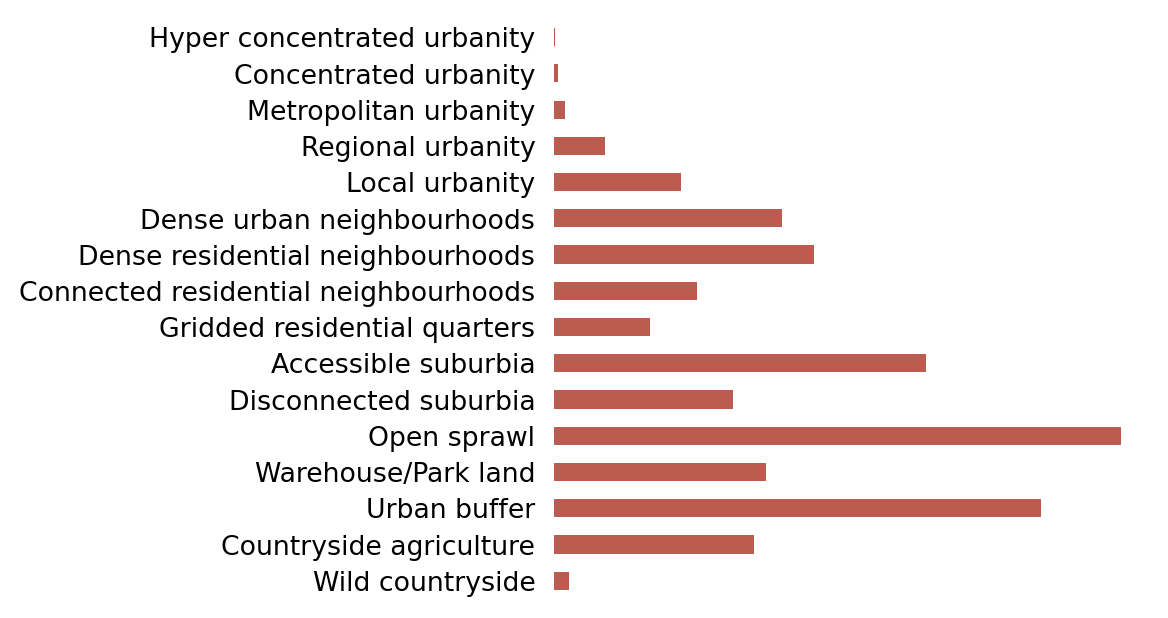 Hyper concentrated urbanity
Concentrated urbanity
Metropolitan urbanity
Regional urbanity
Local urbanity
Dense urban neighbourhoods
Dense residential neighbourhoods
Connected residential neighbourhoods
Gridded residential quarters
Accessible suburbia
Disconnected suburbia
Open sprawl
Warehouse/Park land
Urban buffer
Countryside agriculture
Wild countryside